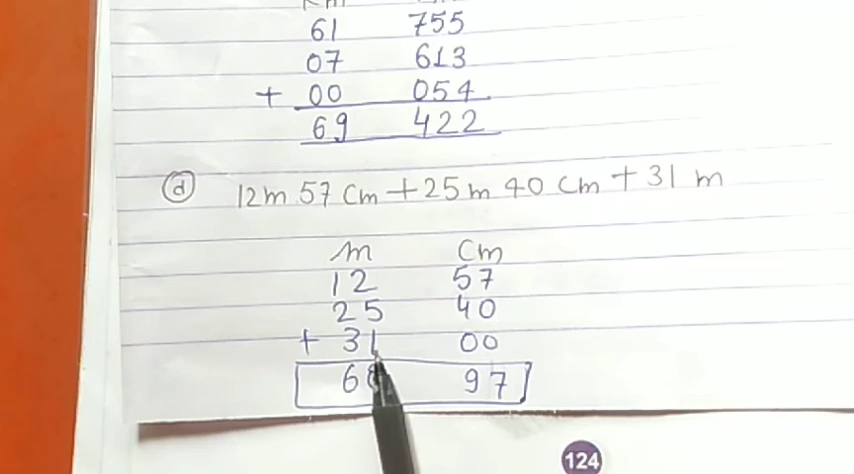 61 755
07 613
+ 00 054
69 422
(d) 12m 57 cm + 25 m 40 cm + 31 m
m cm
12 57
25 40
+ 31 00
97
124